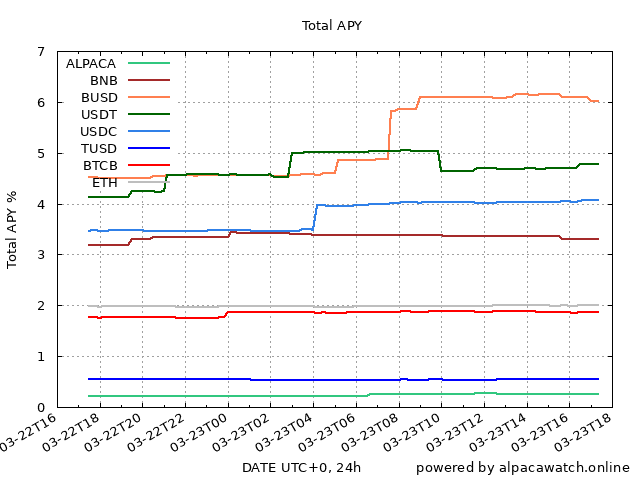 Total APY
7
6
5
4
3
2
1
0
Total APY %
ALPACA
BNB
BUSD
USDT
USDC
TUSD
BTCB
ETH
03-22T16
03-22T18
03-22T20
03-22T22
03-23T00
03-23T02
03-23T04
03-23T06
03-23T08
03-23T10
03-23T12
03-23T14
03-23T16
03-23T18
DATE UTC+0, 24h
powered by alpacawatch.online